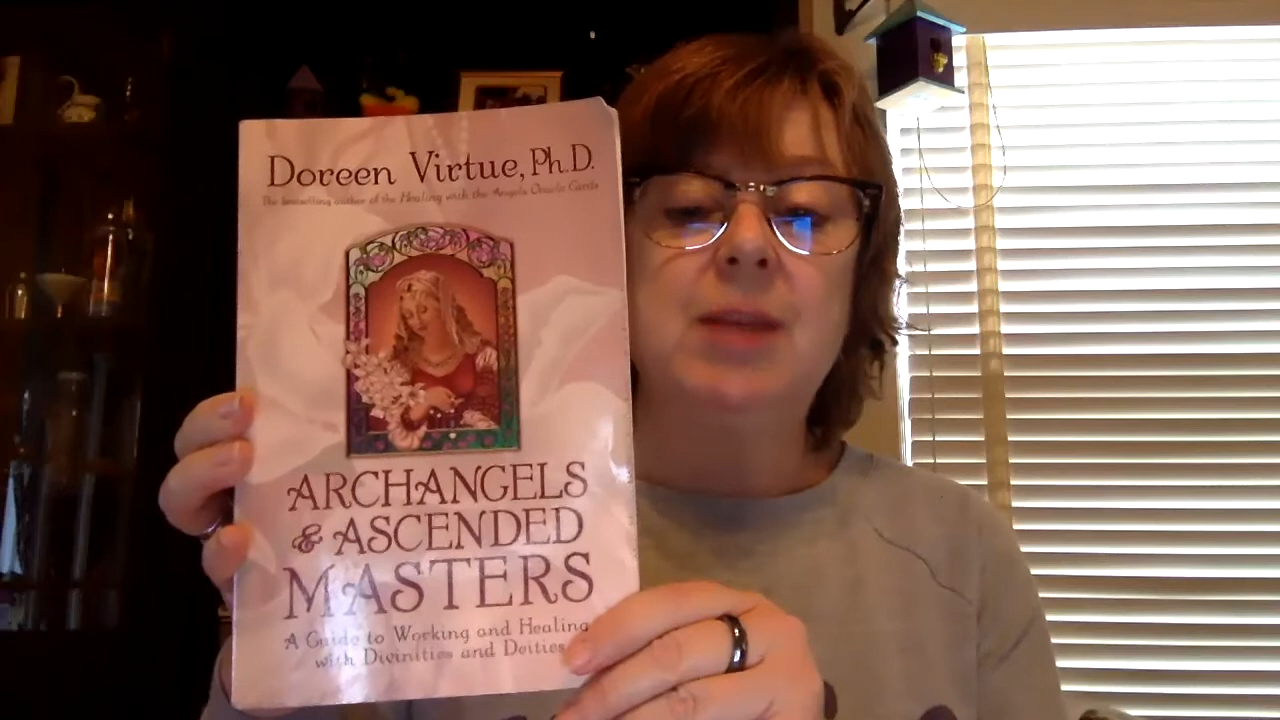 Doreen Virtue, Ph.D.
The bestselling author of the Healing with the Angels Oracle Cards
ARCHANGELS
& ASCENDED
MASTERS
A Guide to Working and Healing
with Divinities and Deities